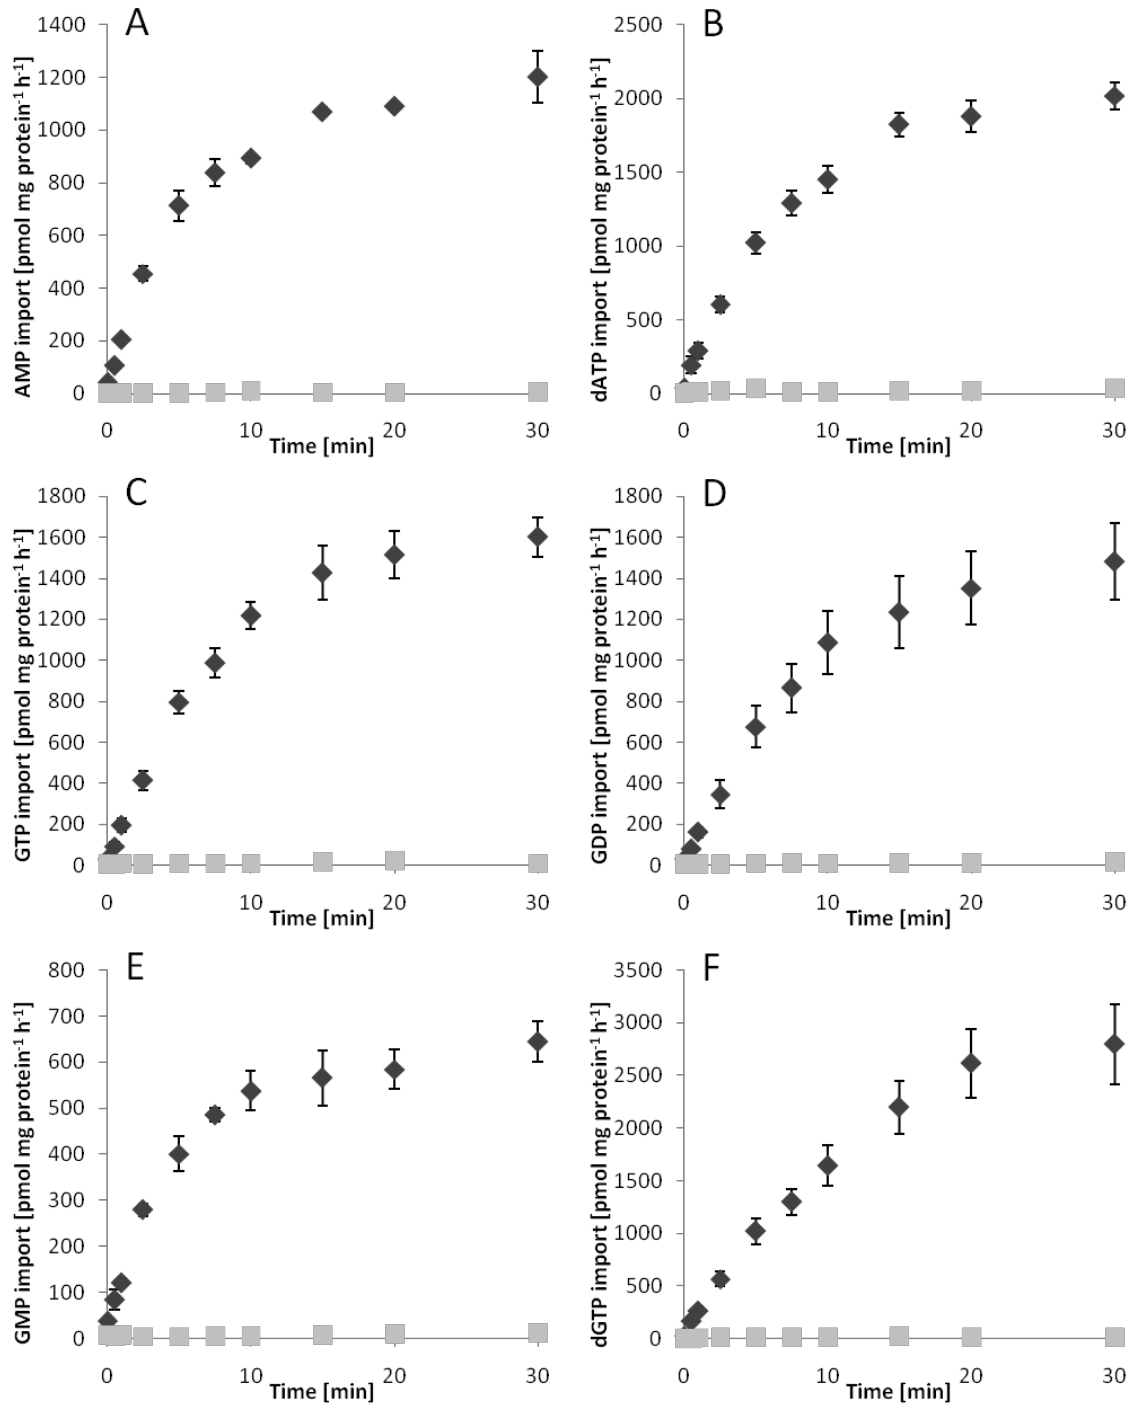 A
AMP import [pmol mg protein-1 h-1]
1400
1200
1000
800
600
400
200
0
0 10 20 30
Time [min]
B
dATP import [pmol mg protein-1 h-1]
2500
2000
1500
1000
500
0
0 10 20 30
Time [min]
C
GTP import [pmol mg protein-1 h-1]
1800
1600
1400
1200
1000
800
600
400
200
0
0 10 20 30
Time [min]
D
GDP import [pmol mg protein-1 h-1]
1800
1600
1400
1200
1000
800
600
400
200
0
0 10 20 30
Time [min]
E
GMP import [pmol mg protein-1 h-1]
800
700
600
500
400
300
200
100
0
0 10 20 30
Time [min]
F
dGTP import [pmol mg protein-1 h-1]
3500
3000
2500
2000
1500
1000
500
0
0 10 20 30
Time [min]